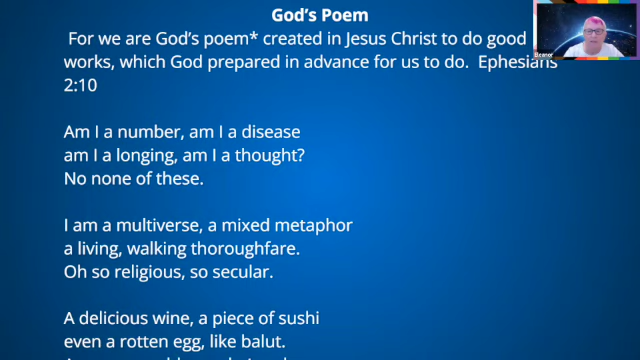 God's Poem
For we are God's poem* created in Jesus Christ to do good
works, which God prepared in advance for us to do. Ephesians
2:10
Am I a number, am I a disease
am I a longing, am I a thought?
No none of these.
I am a multiverse, a mixed metaphor
a living, walking thoroughfare.
Oh so religious, so secular.
A delicious wine, a piece of sushi
even a rotten egg, like balut.
Eleanor